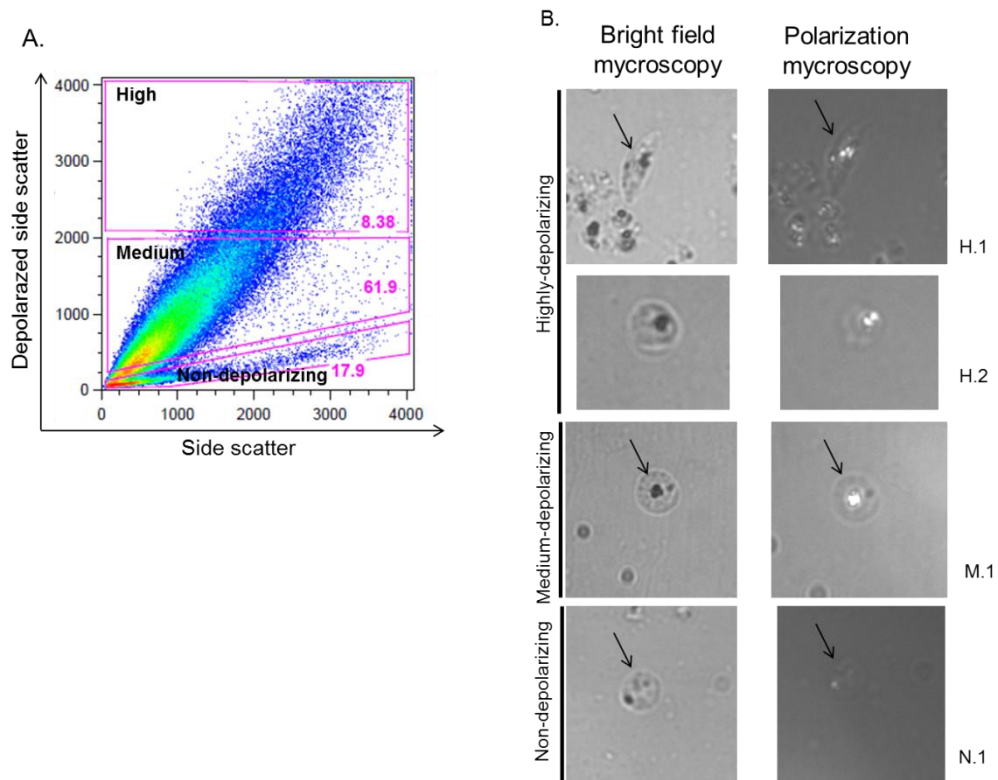 A.
4000
3000
2000
1000
0
0
1000
2000
3000
4000
High
8.38
Medium
61.9
Non-depolarizing 17.9
Depolarazed side scatter
Side scatter
B.
Bright field
mycroscopy
Polarization
mycroscopy
Highly-depolarizing
H.1
H.2
Medium-depolarizing
M.1
Non-depolarizing
N.1